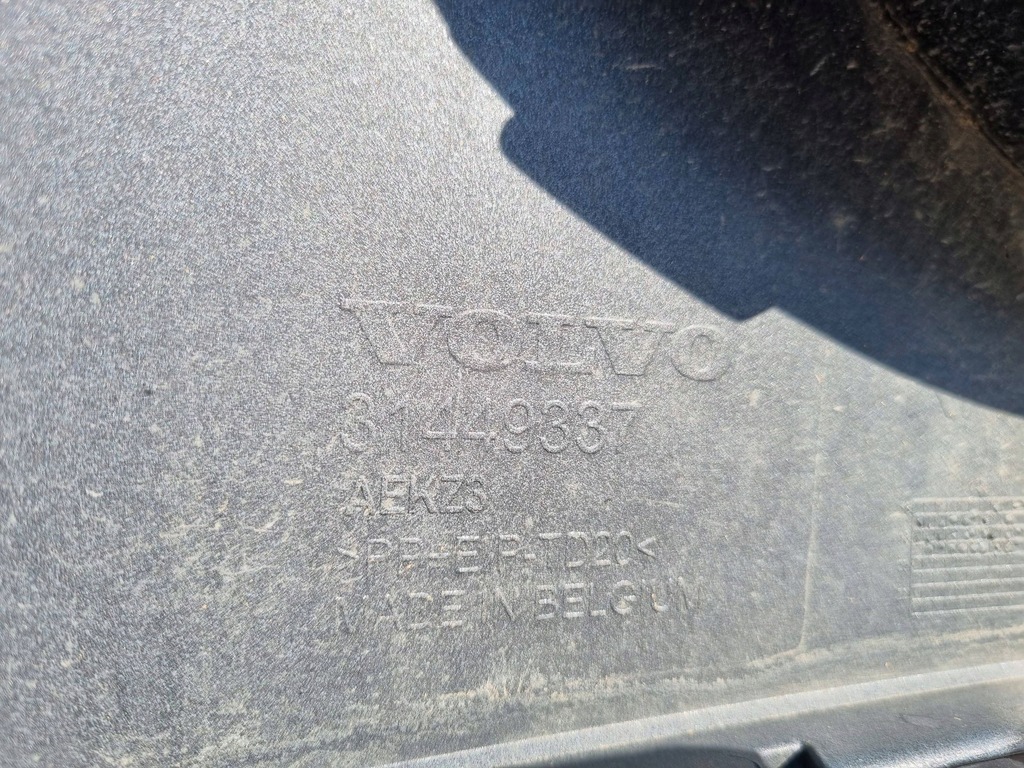 VOLVO
31449337
AEKZ3
>PP+E/P-TD20<
MADE IN BELGIUM